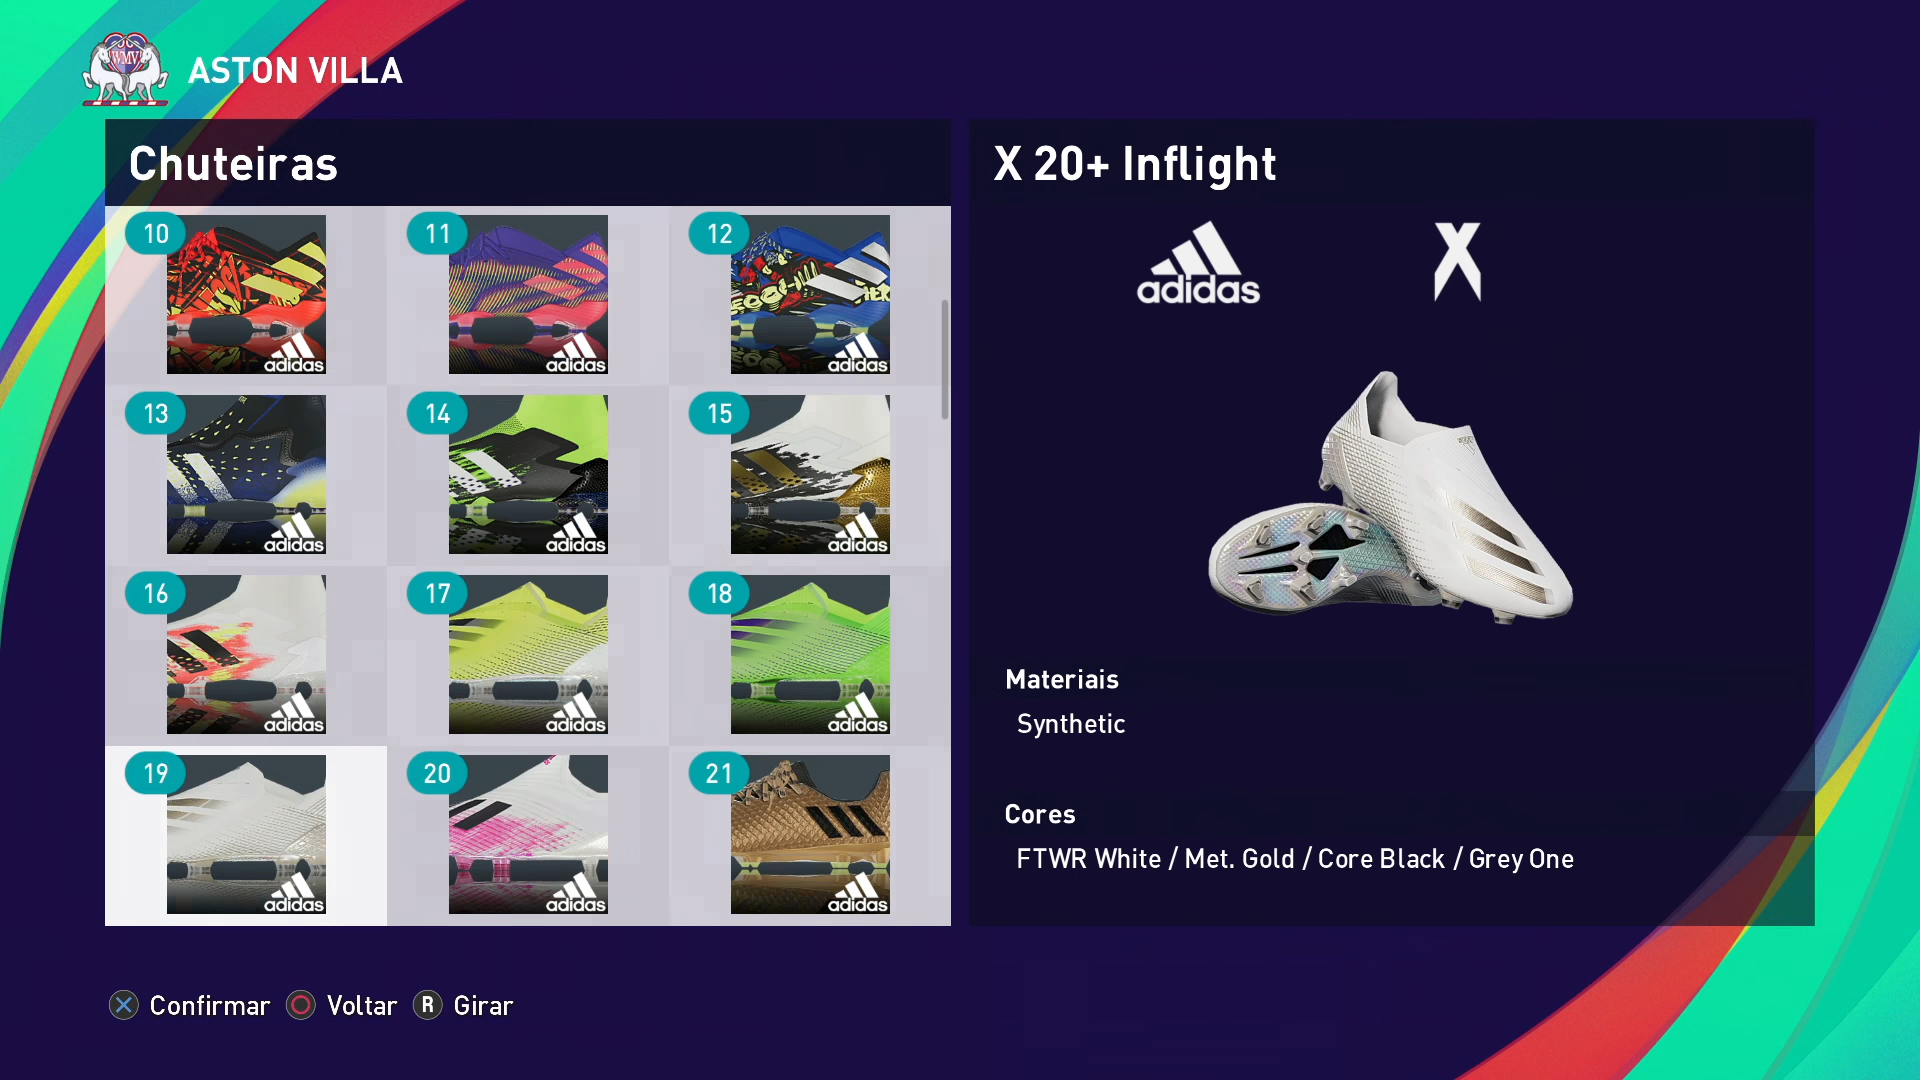 WMV
ASTON VILLA
Chuteiras
X 20+ Inflight
10
11
12
adidas
adidas
adidas
adidas
X
13
14
15
adidas
adidas
adidas
16
17
18
adidas
adidas
adidas
19
20
21
adidas
adidas
adidas
Materiais
Synthetic
Cores
FTWR White / Met. Gold / Core Black / Grey One
Confirmar
Voltar
R Girar